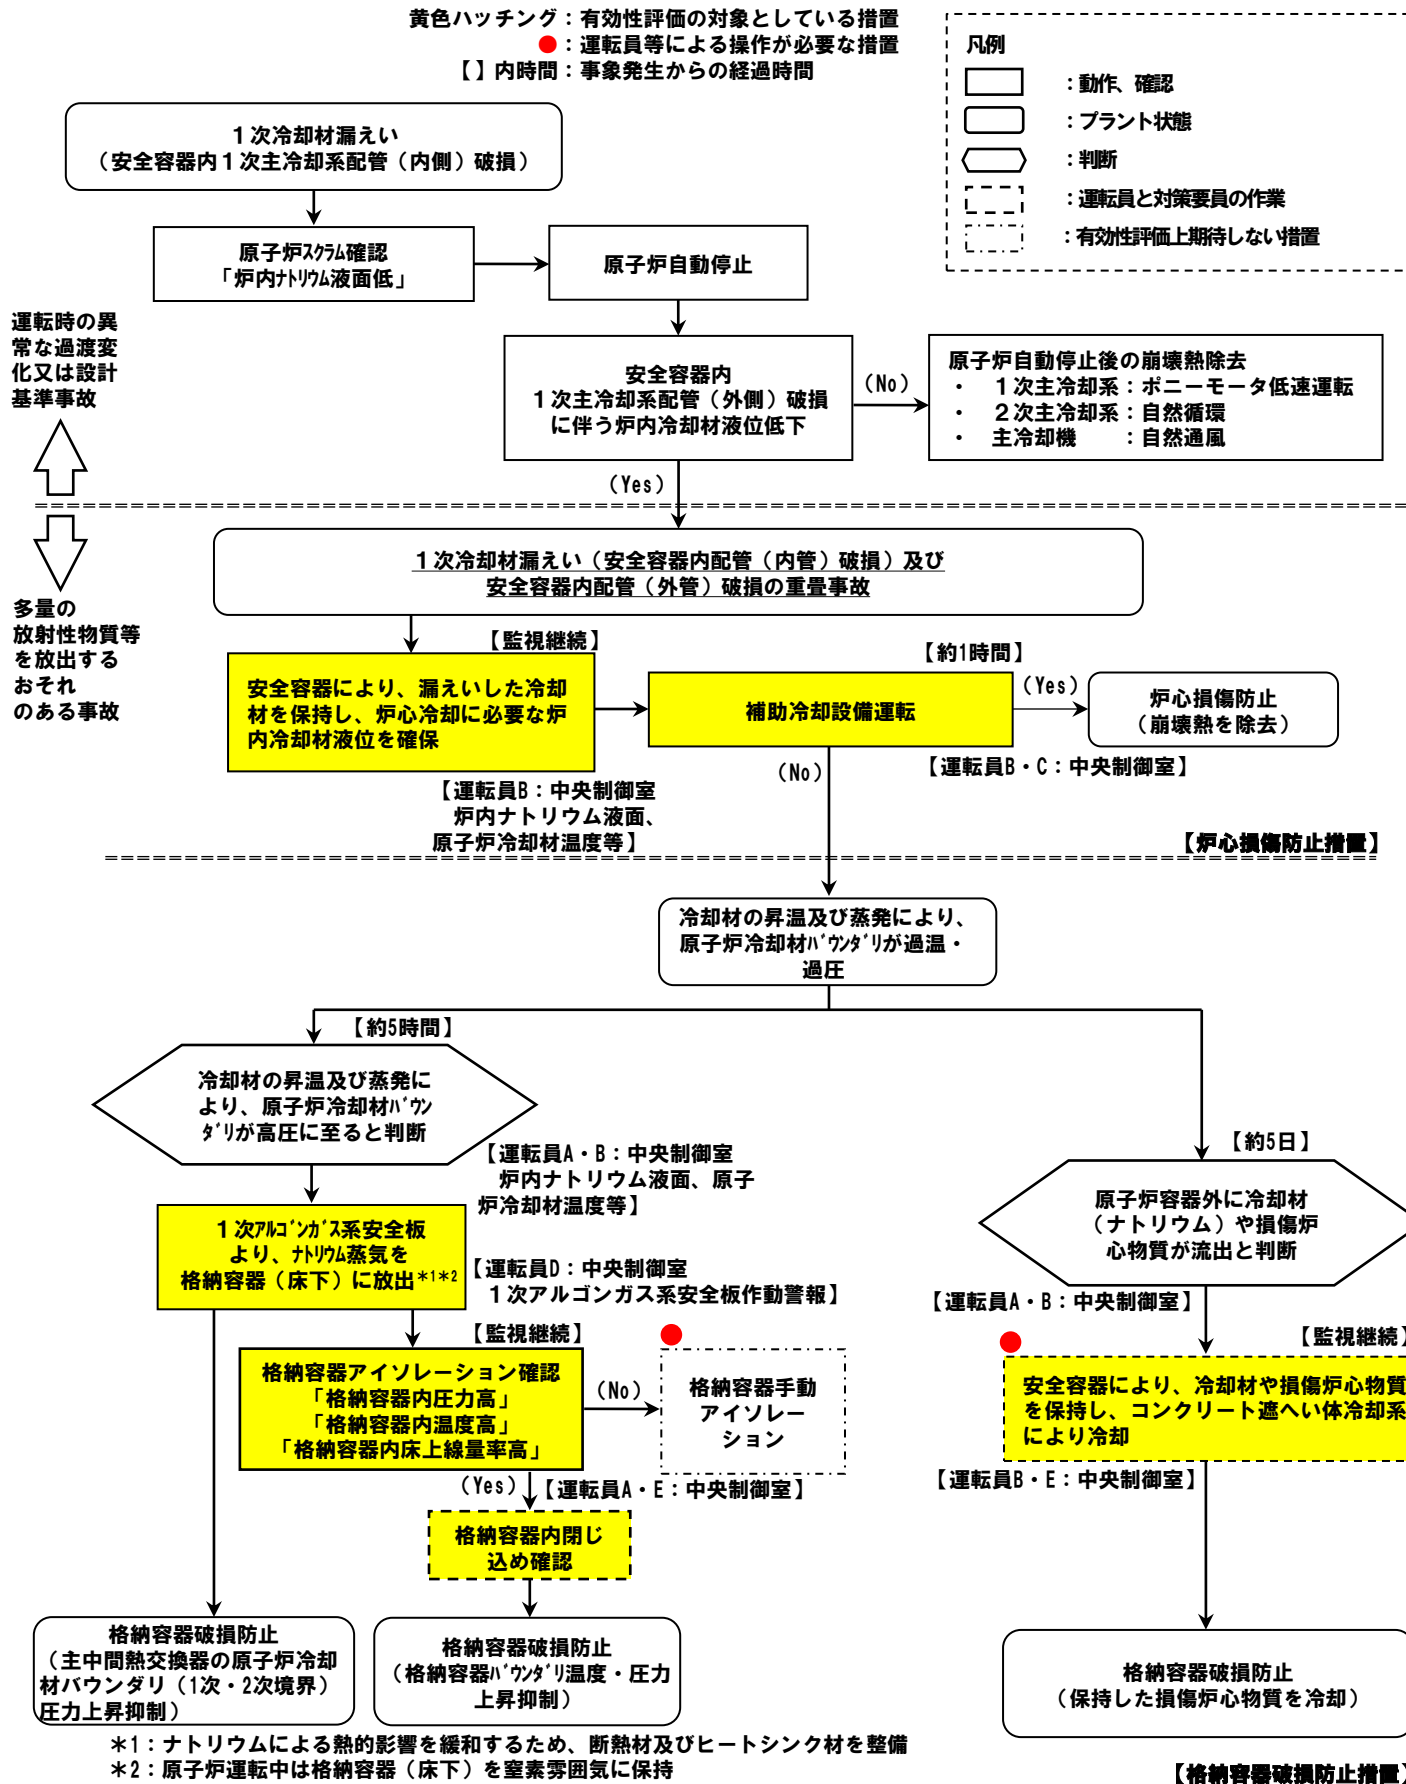 黄色ハッチング：有効性評価の対象としている措置
●：運転員等による操作が必要な措置
【 】内時間：事象発生からの経過時間
凡例
：動作、確認
：プラント状態
：判断
：運転員と対策要員の作業
：有効性評価上期待しない措置
１次冷却材漏えい
（安全容器内１次主冷却系配管（内側）破損）
原子炉ｽｸﾗﾑ確認
「炉内ﾅﾄﾘｳﾑ液面低」
原子炉自動停止
運転時の異
常な過渡変
化又は設計
基準事故
安全容器内
１次主冷却系配管（外側）破損
に伴う炉内冷却材液位低下
（No）
原子炉自動停止後の崩壊熱除去
・ １次主冷却系：ポニーモータ低速運転
・ ２次主冷却系：自然循環
・ 主冷却機 ：自然通風
（Yes）
多量の
放射性物質等
を放出する
おそれ
のある事故
１次冷却材漏えい（安全容器内配管（内管）破損）及び
安全容器内配管（外管）破損の重畳事故
【監視継続】
安全容器により、漏えいした冷却
材を保持し、炉心冷却に必要な炉
内冷却材液位を確保
【運転員B：中央制御室
炉内ナトリウム液面、
原子炉冷却材温度等】
【約1時間】
補助冷却設備運転
（Yes）
炉心損傷防止
（崩壊熱を除去）
（No）
【運転員B・C：中央制御室】
【炉心損傷防止措置】
冷却材の昇温及び蒸発により、
原子炉冷却材ﾊﾞｳﾝﾀﾞﾘが過温・
過圧
【約5時間】
冷却材の昇温及び蒸発に
より、原子炉冷却材ﾊﾞｳﾝ
ﾀﾞﾘが高圧に至ると判断
【運転員A・B：中央制御室
炉内ナトリウム液面、原子
炉冷却材温度等】
【約5日】
原子炉容器外に冷却材
（ナトリウム）や損傷炉
心物質が流出と判断
【運転員A・B：中央制御室】
１次ｱﾙｺﾞﾝｶﾞｽ系安全板
より、ﾅﾄﾘｳﾑ蒸気を
格納容器（床下）に放出*1*2
【運転員D：中央制御室
１次アルゴンガス系安全板作動警報】
【監視継続】
格納容器アイソレーション確認
「格納容器内圧力高」
「格納容器内温度高」
「格納容器内床上線量率高」
（No）
格納容器手動
アイソレー
ション
（Yes）
【運転員A・E：中央制御室】
格納容器内閉じ
込め確認
【監視継続】
安全容器により、冷却材や損傷炉心物質
を保持し、コンクリート遮へい体冷却系
により冷却
【運転員B・E：中央制御室】
格納容器破損防止
（主中間熱交換器の原子炉冷却
材バウンダリ（1次・2次境界）
圧力上昇抑制）
格納容器破損防止
（格納容器ﾊﾞｳﾝﾀﾞﾘ温度・圧力
上昇抑制）
格納容器破損防止
（保持した損傷炉心物質を冷却）
＊1：ナトリウムによる熱的影響を緩和するため、断熱材及びヒートシンク材を整備
＊2：原子炉運転中は格納容器（床下）を窒素雰囲気に保持
【格納容器破損防止措置】